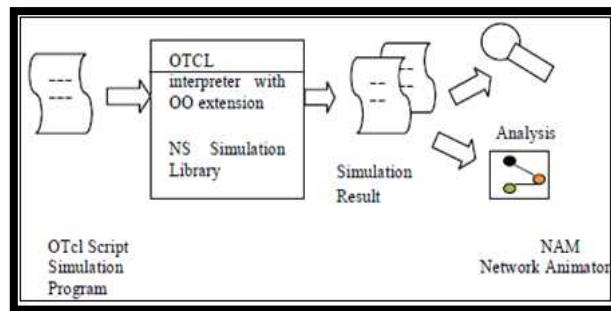 OTCL
interpreter with
OO extension
NS Simulation
Library
Simulation
Result
Analysis
OTcl Script
Simulation
Program
NAM
Network Animator